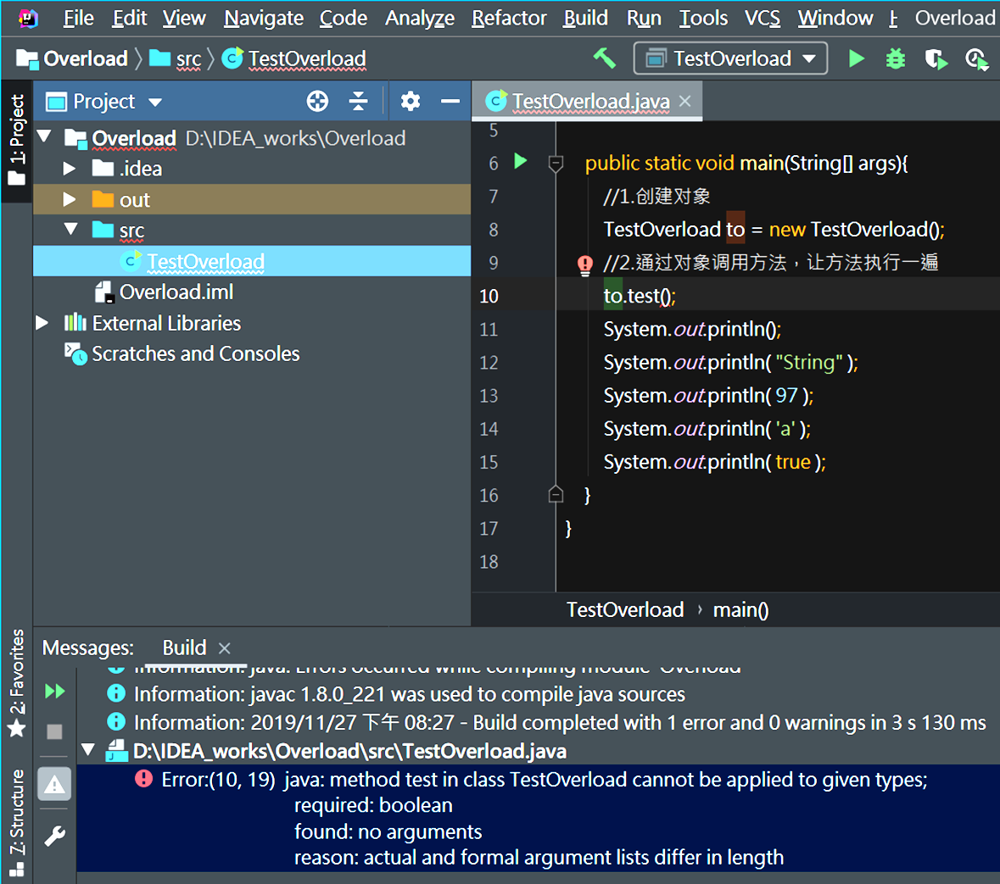 File Edit View Navigate Code Analyze Refactor Build Run Tools VCS Window Overload
Overload src TestOverload TestOverload
1: Project
Project
Overload D:\IDEA_works\Overload
.idea
out
src
TestOverload
Overload.iml
External Libraries
Scratches and Consoles
TestOverload.java
5
6 public static void main(String[] args){
7 //1.创建对象
8 TestOverload to = new TestOverload();
9 //2.通过对象调用方法，让方法执行一遍
10 to.test();
11 System.out.println();
12 System.out.println( "String" );
13 System.out.println( 97 );
14 System.out.println( 'a' );
15 System.out.println( true );
16 }
17 }
18
TestOverload › main()
2: Favorites
Z: Structure
Messages: Build
Information: java: Errors occurred while compiling module 'Overload'
Information: javac 1.8.0_221 was used to compile java sources
Information: 2019/11/27 下午 08:27 - Build completed with 1 error and 0 warnings in 3 s 130 ms
D:\IDEA_works\Overload\src\TestOverload.java
Error:(10, 19) java: method test in class TestOverload cannot be applied to given types;
required: boolean
found: no arguments
reason: actual and formal argument lists differ in length